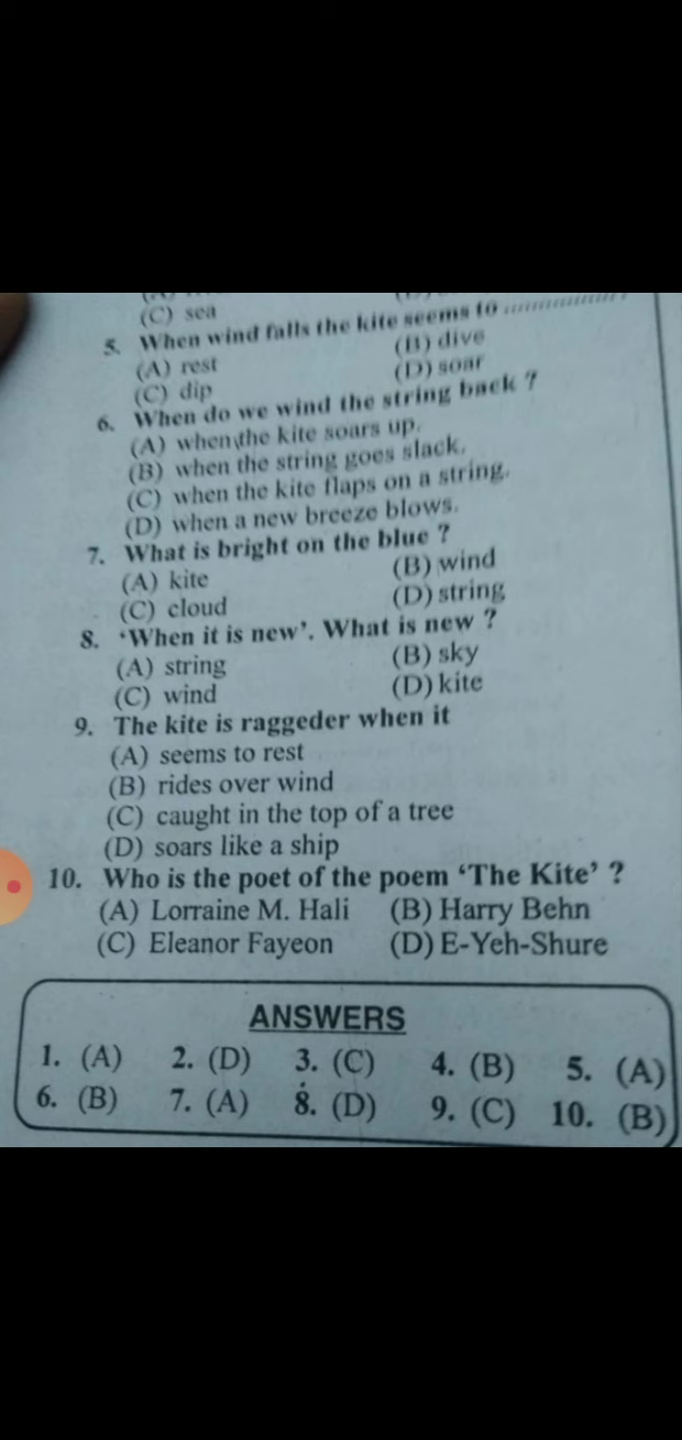 (C) sea
5. When wind falls the kite seems to ................
(A) rest (B) dive
(C) dip (D) soar
6. When do we wind the string back ?
(A) when the kite soars up.
(B) when the string goes slack.
(C) when the kite flaps on a string.
(D) when a new breeze blows.
7. What is bright on the blue ?
(A) kite (B) wind
(C) cloud (D) string
8. ‘When it is new’. What is new ?
(A) string (B) sky
(C) wind (D) kite
9. The kite is raggeder when it
(A) seems to rest
(B) rides over wind
(C) caught in the top of a tree
(D) soars like a ship
10. Who is the poet of the poem ‘The Kite’ ?
(A) Lorraine M. Hali (B) Harry Behn
(C) Eleanor Fayeon (D) E-Yeh-Shure
ANSWERS
1. (A) 2. (D) 3. (C) 4. (B) 5. (A)
6. (B) 7. (A) 8. (D) 9. (C) 10. (B)